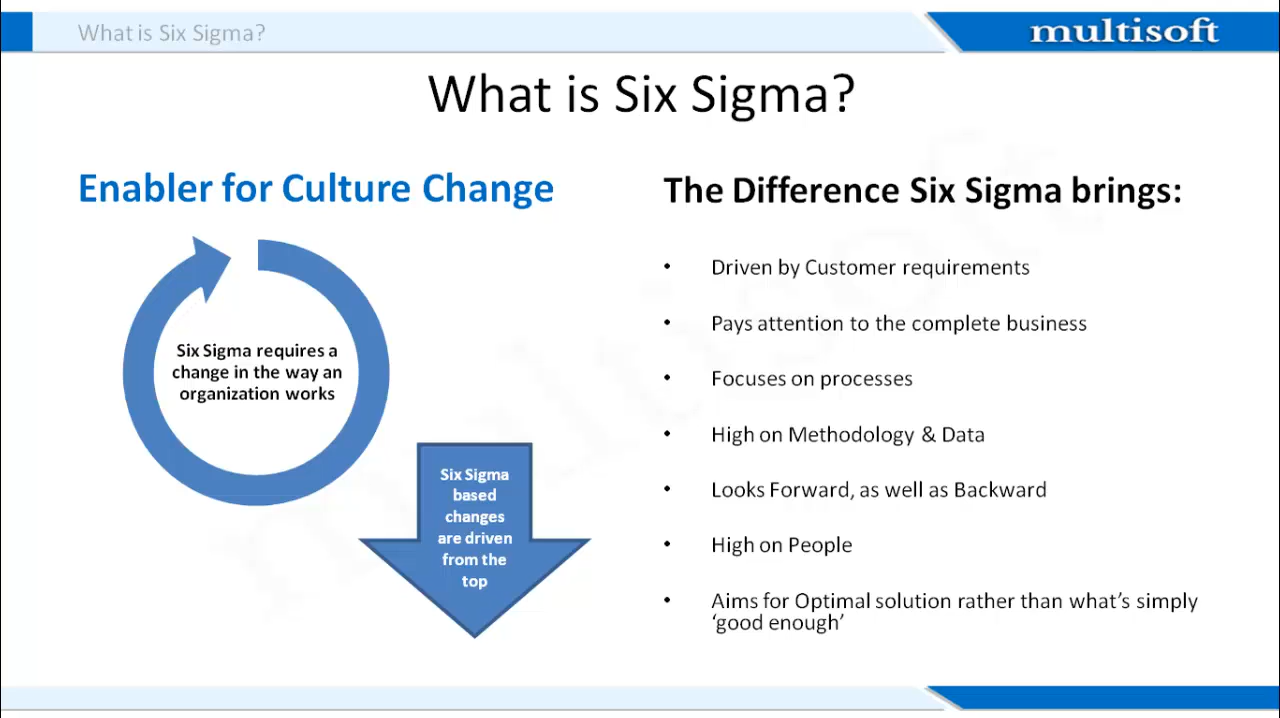 What is Six Sigma?
multisoft
What is Six Sigma?
Enabler for Culture Change
Six Sigma requires a
change in the way an
organization works
Six Sigma
based
changes
are driven
from the
top
The Difference Six Sigma brings:
• Driven by Customer requirements
• Pays attention to the complete business
• Focuses on processes
• High on Methodology & Data
• Looks Forward, as well as Backward
• High on People
• Aims for Optimal solution rather than what’s simply
‘good enough’
multisoft